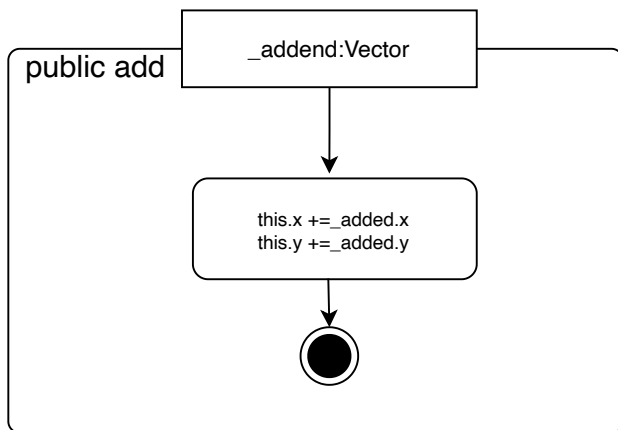 _addend:Vector
public add
this.x +=_added.x
this.y +=_added.y